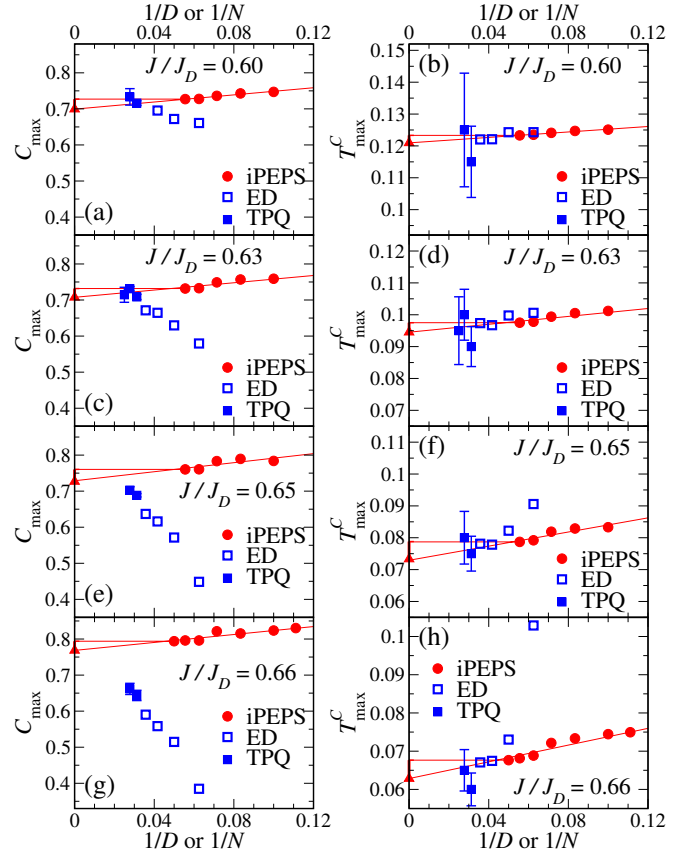 1/D or 1/N
1/D or 1/N
0 0.04 0.08 0.12
0 0.04 0.08 0.12
C_max
0.8
0.7
0.6
0.5
0.4
J/J_D = 0.60
iPEPS
ED
TPQ
(a)
T^C_max
0.15
0.14
0.13
0.12
0.11
0.1
(b)
J/J_D = 0.60
iPEPS
ED
TPQ
C_max
0.8
0.7
0.6
0.5
0.4
J/J_D = 0.63
iPEPS
ED
TPQ
(c)
T^C_max
0.12
0.11
0.1
0.09
0.08
0.07
(d)
J/J_D = 0.63
iPEPS
ED
TPQ
C_max
0.8
0.7
0.6
0.5
0.4
J/J_D = 0.65
iPEPS
ED
TPQ
(e)
T^C_max
0.1
0.09
0.08
0.07
0.06
(f)
J/J_D = 0.65
iPEPS
ED
TPQ
C_max
0.8
0.7
0.6
0.5
0.4
J/J_D = 0.66
iPEPS
ED
TPQ
(g)
T^C_max
0.1
0.09
0.08
0.07
0.06
(h)
iPEPS
ED
TPQ
J/J_D = 0.66
0 0.04 0.08 0.12
0 0.04 0.08 0.12
1/D or 1/N
1/D or 1/N